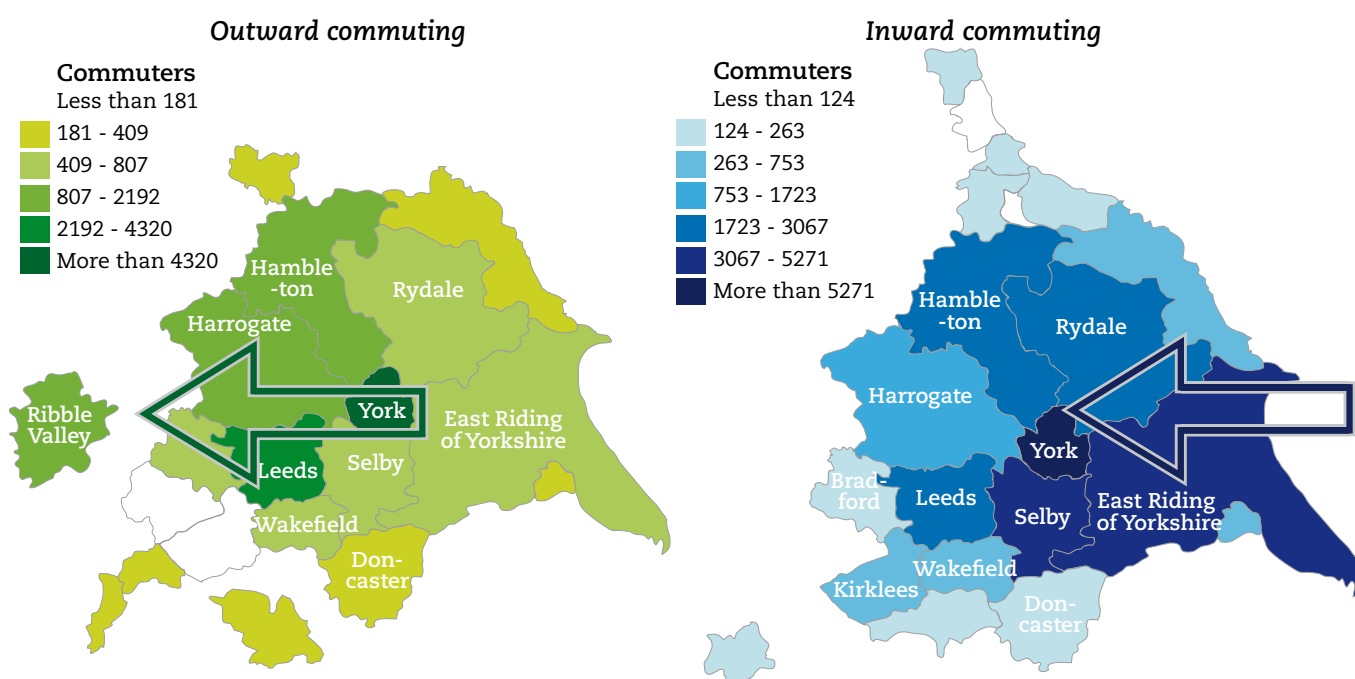 Outward commuting
Commuters
Less than 181
181 - 409
409 - 807
807 - 2192
2192 - 4320
More than 4320
Hamble
-ton
Rydale
Harrogate
Ribble
Valley
York
East Riding
of Yorkshire
Leeds
Selby
Wakefield
Don-
caster
Inward commuting
Commuters
Less than 124
124 - 263
263 - 753
753 - 1723
1723 - 3067
3067 - 5271
More than 5271
Hamble
-ton
Rydale
Harrogate
York
Brad-
ford
Leeds
Selby
East Riding
of Yorkshire
Wakefield
Kirklees
Don-
caster